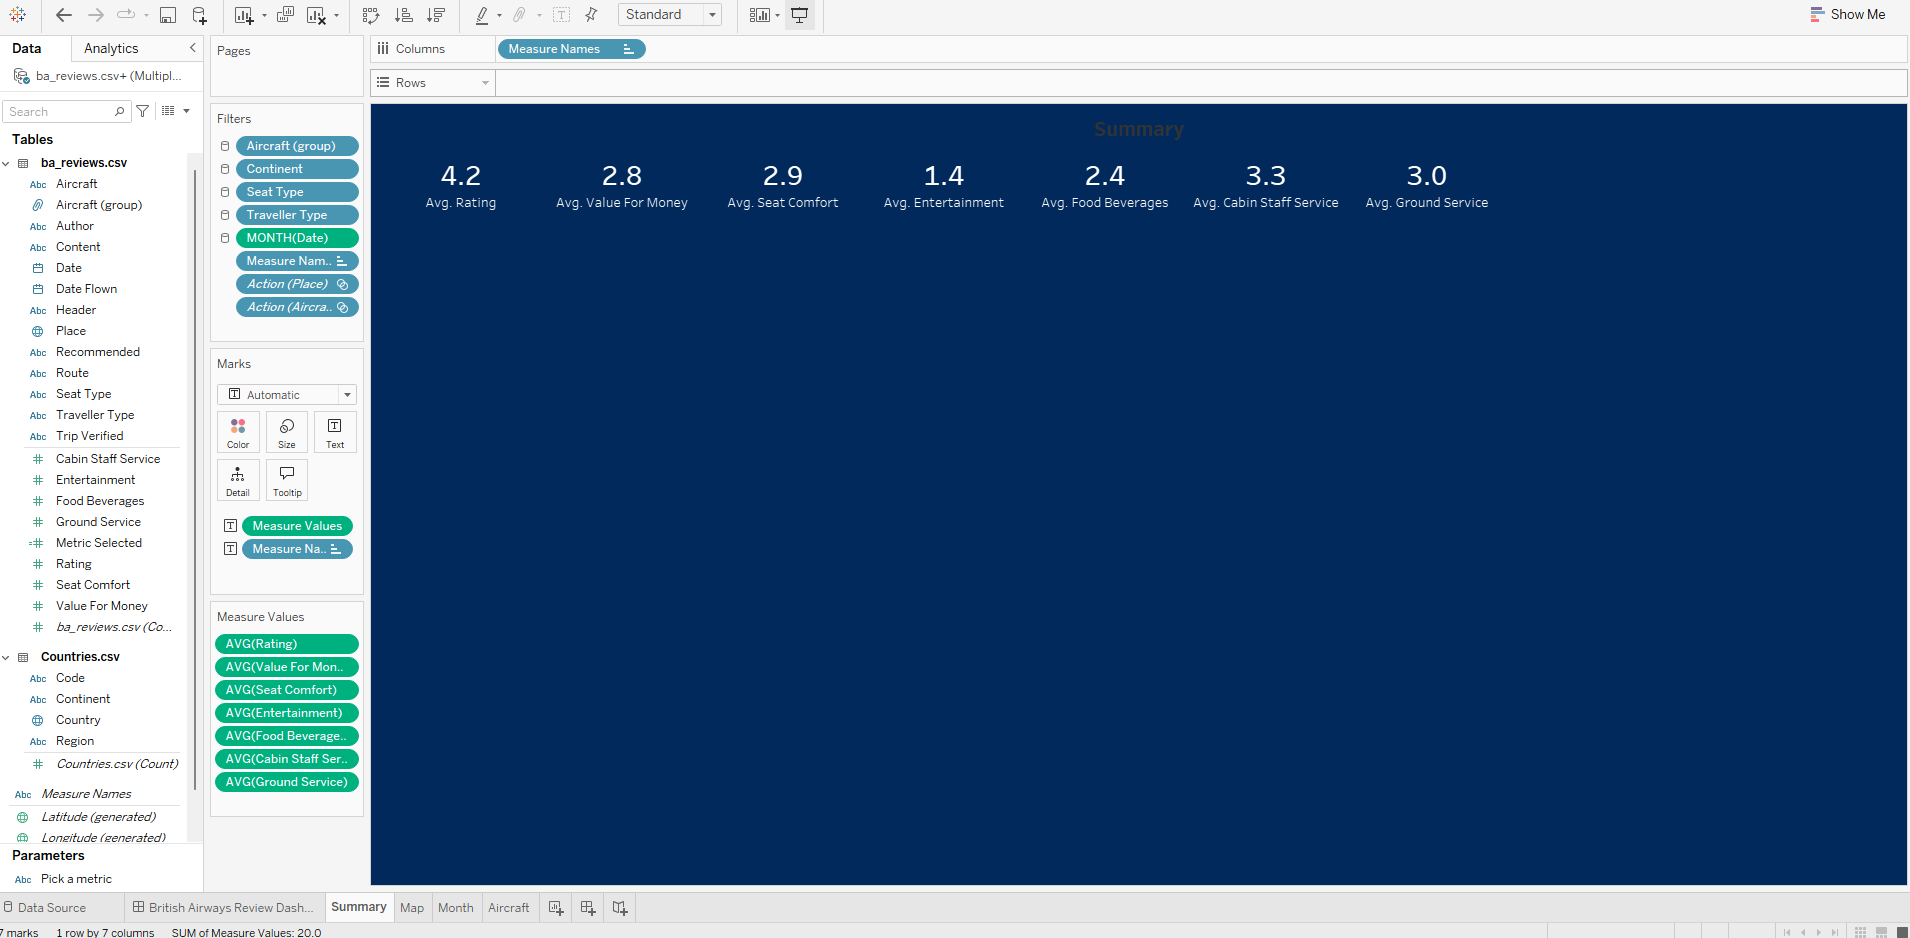 Standard
Show Me
Data
Analytics
Pages
Columns
Measure Names
ba_reviews.csv+ (Multipl...
Rows
Search
Filters
Summary
Tables
ba_reviews.csv
Abc Aircraft
Aircraft (group)
Abc Author
Abc Content
Date
Date Flown
Abc Header
Place
Abc Recommended
Abc Route
Abc Seat Type
Abc Traveller Type
Abc Trip Verified
Cabin Staff Service
Entertainment
Food Beverages
Ground Service
Metric Selected
Rating
Seat Comfort
Value For Money
ba_reviews.csv (Co...
Countries.csv
Abc Code
Abc Continent
Country
Abc Region
Countries.csv (Count)
Abc Measure Names
Latitude (generated)
Longitude (generated)
Parameters
Abc Pick a metric
Aircraft (group)
Continent
Seat Type
Traveller Type
MONTH(Date)
Measure Nam..
Action (Place)
Action (Aircra..
Marks
Automatic
Color
Size
Text
Detail
Tooltip
Measure Values
Measure Na..
Measure Values
AVG(Rating)
AVG(Value For Mon..
AVG(Seat Comfort)
AVG(Entertainment)
AVG(Food Beverage..
AVG(Cabin Staff Ser..
AVG(Ground Service)
4.2 2.8 2.9 1.4 2.4 3.3 3.0
Avg. Rating Avg. Value For Money Avg. Seat Comfort Avg. Entertainment Avg. Food Beverages Avg. Cabin Staff Service Avg. Ground Service
Data Source
British Airways Review Dash...
Summary
Map
Month
Aircraft
7 marks 1 row by 7 columns SUM of Measure Values: 20.0